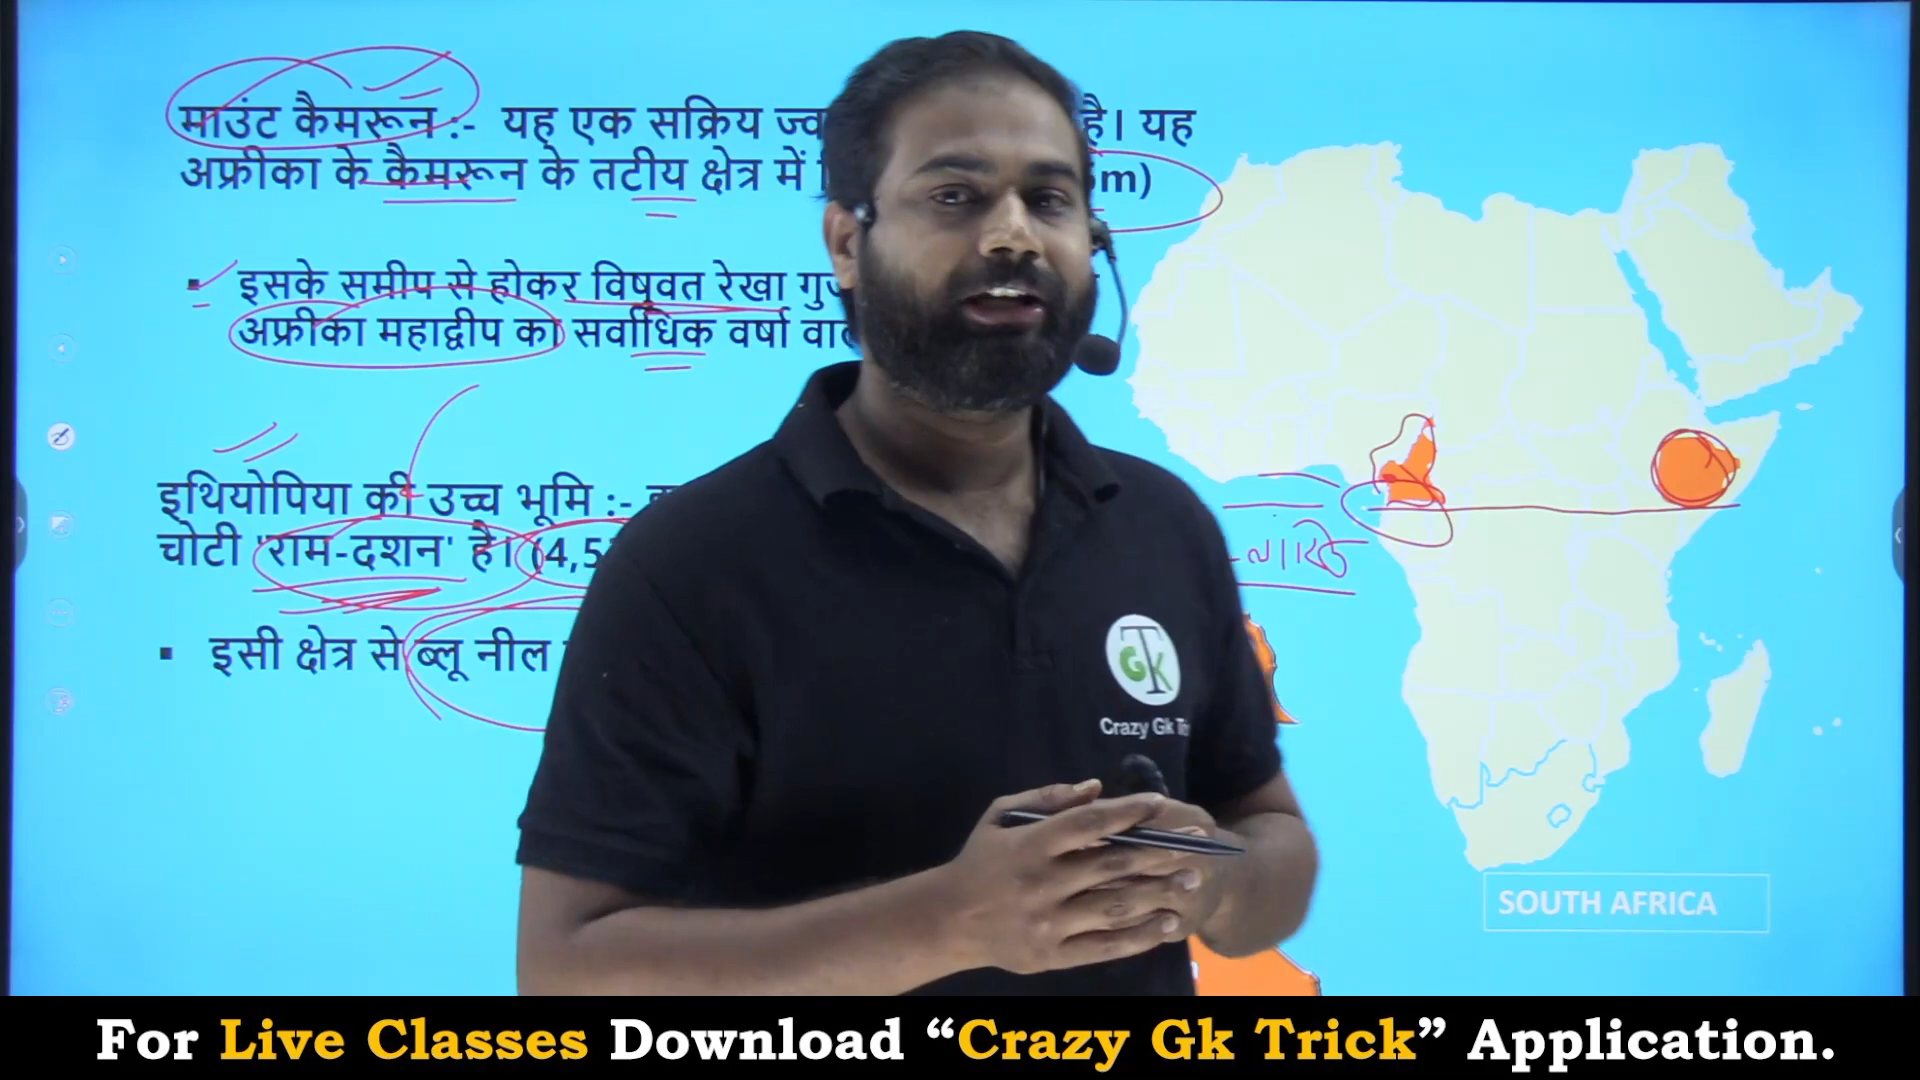 माउंट कैमरून :- यह एक सक्रिय है। यह
अफ्रीका के कैमरून के तटीय क्षेत्र में m)
▪ इसके समीप से होकर विषुवत रेखा
अफ्रीका महाद्वीप का सर्वाधिक वर्षा
इथियोपिया की उच्च भूमि :-
चोटी 'राम-दशन' है। (4,5
▪ इसी क्षेत्र से ब्लू नील
SOUTH AFRICA
GTK
Crazy Gk
For Live Classes Download “Crazy Gk Trick” Application.